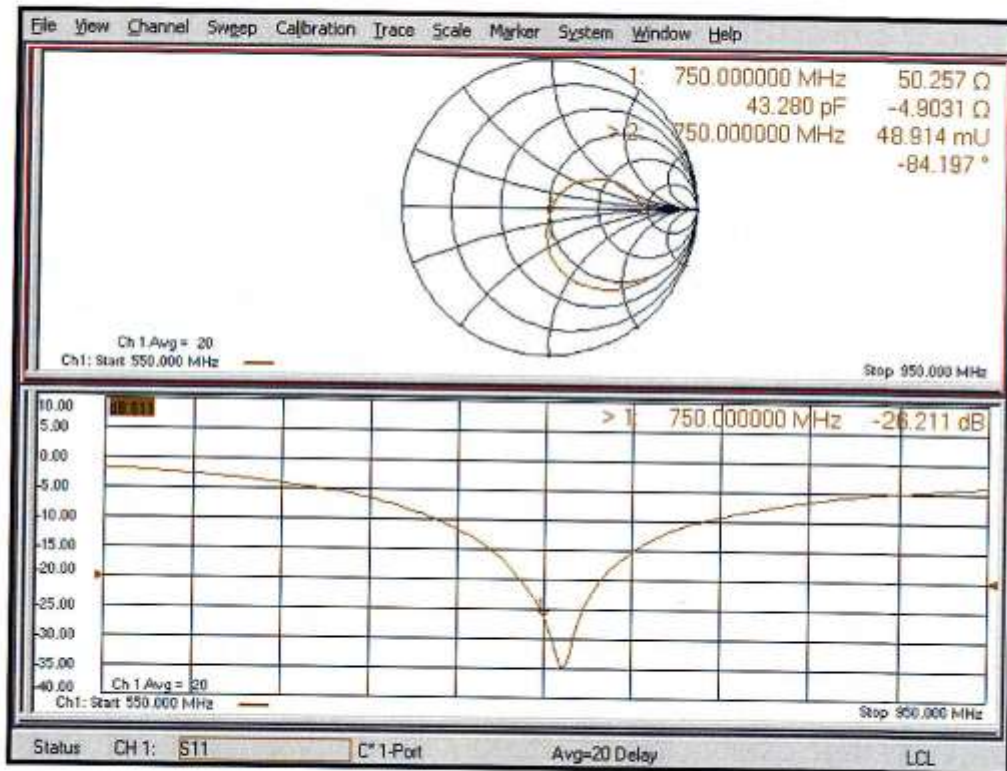 File View Channel Sweep Calibration Trace Scale Marker System Window Help
1: 750.000000 MHz 50.257 Ω
43.280 pF -4.9031 Ω
> 2: 750.000000 MHz 48.914 mU
-84.197 °
Ch 1 Avg = 20
Ch1: Start 550.000 MHz
Stop 950.000 MHz
10.00 dB S11
> 1: 750.000000 MHz -26.211 dB
5.00
0.00
-5.00
-10.00
-15.00
-20.00
-25.00
-30.00
-35.00
-40.00
Ch 1 Avg = 20
Ch1: Start 550.000 MHz
Stop 950.000 MHz
Status CH 1: S11 C* 1-Port Avg=20 Delay LCL